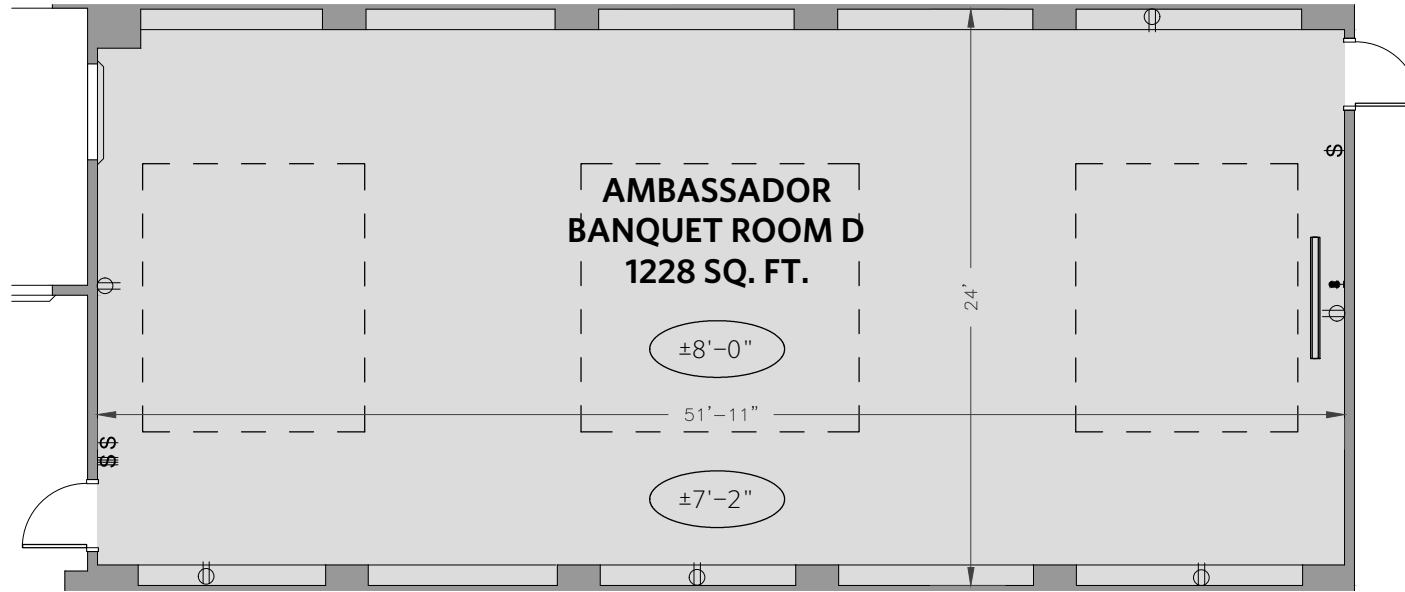 AMBASSADOR
BANQUET ROOM D
1228 SQ. FT.
24'
±8'–0"
51'–11"
±7'–2"
$
$
$